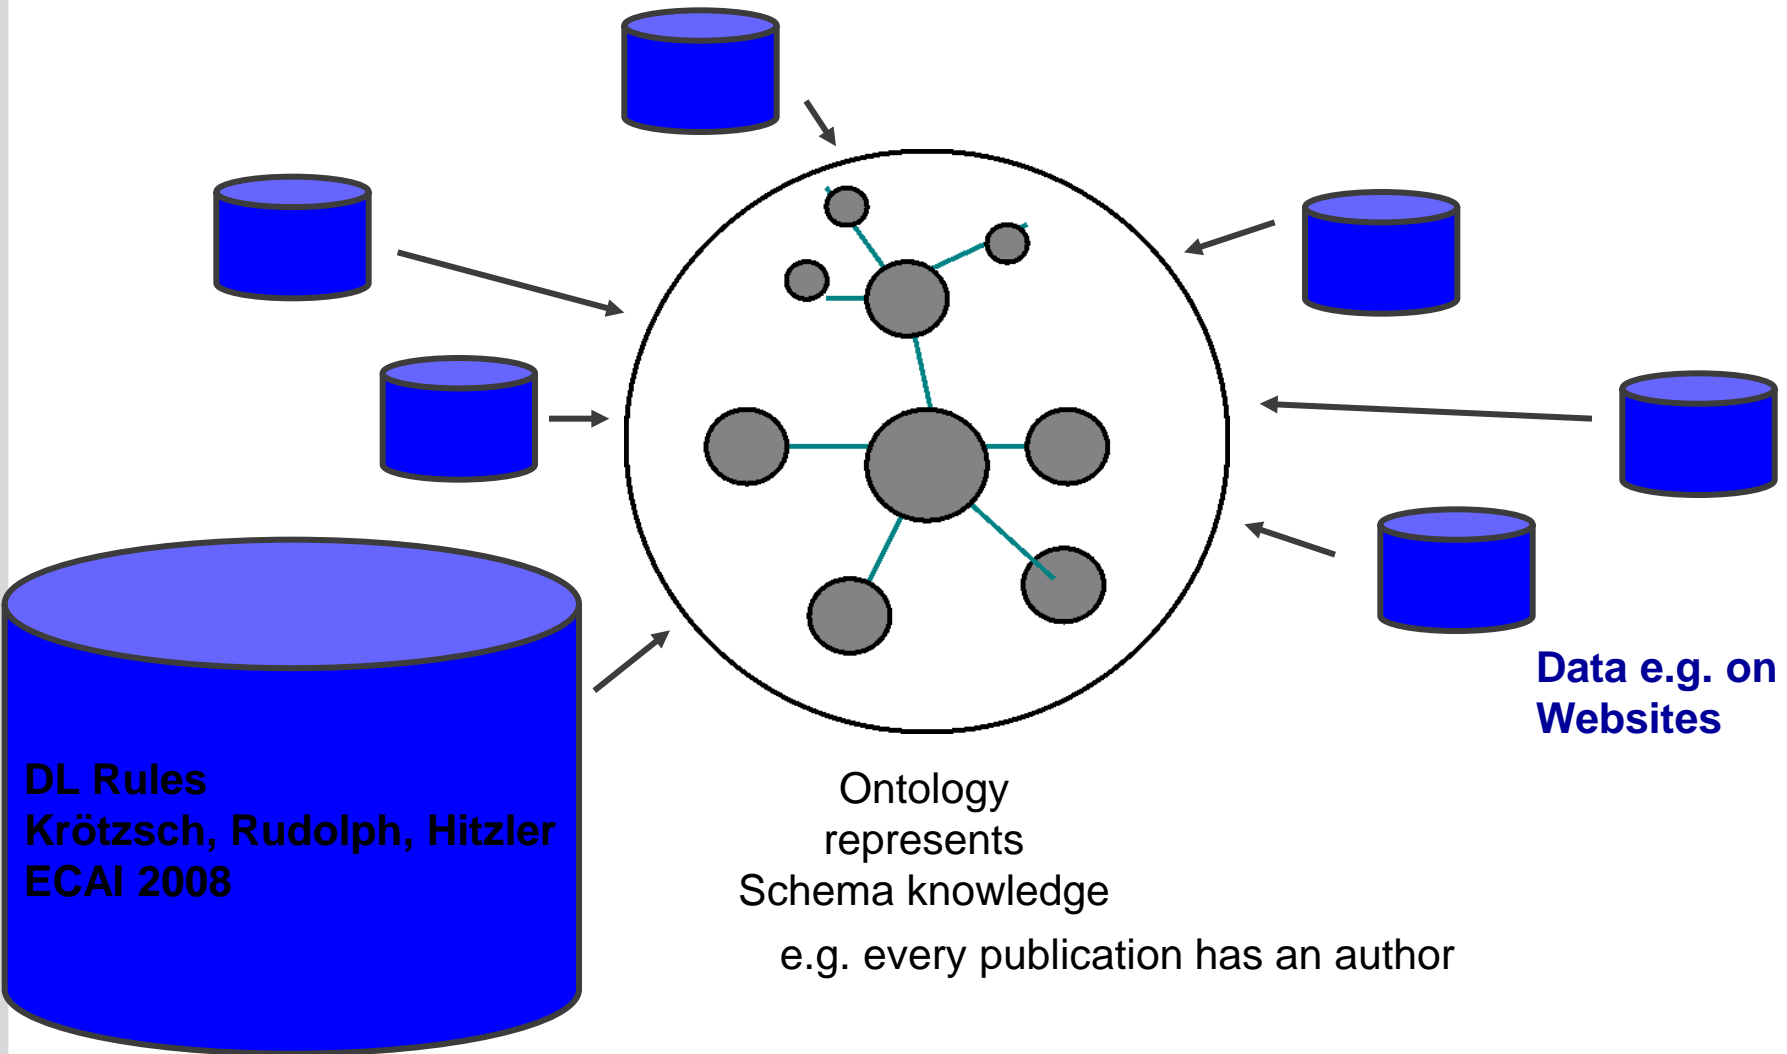 Data e.g. on
Websites
DL Rules
Krötzsch, Rudolph, Hitzler
ECAI 2008
Ontology
represents
Schema knowledge
e.g. every publication has an author